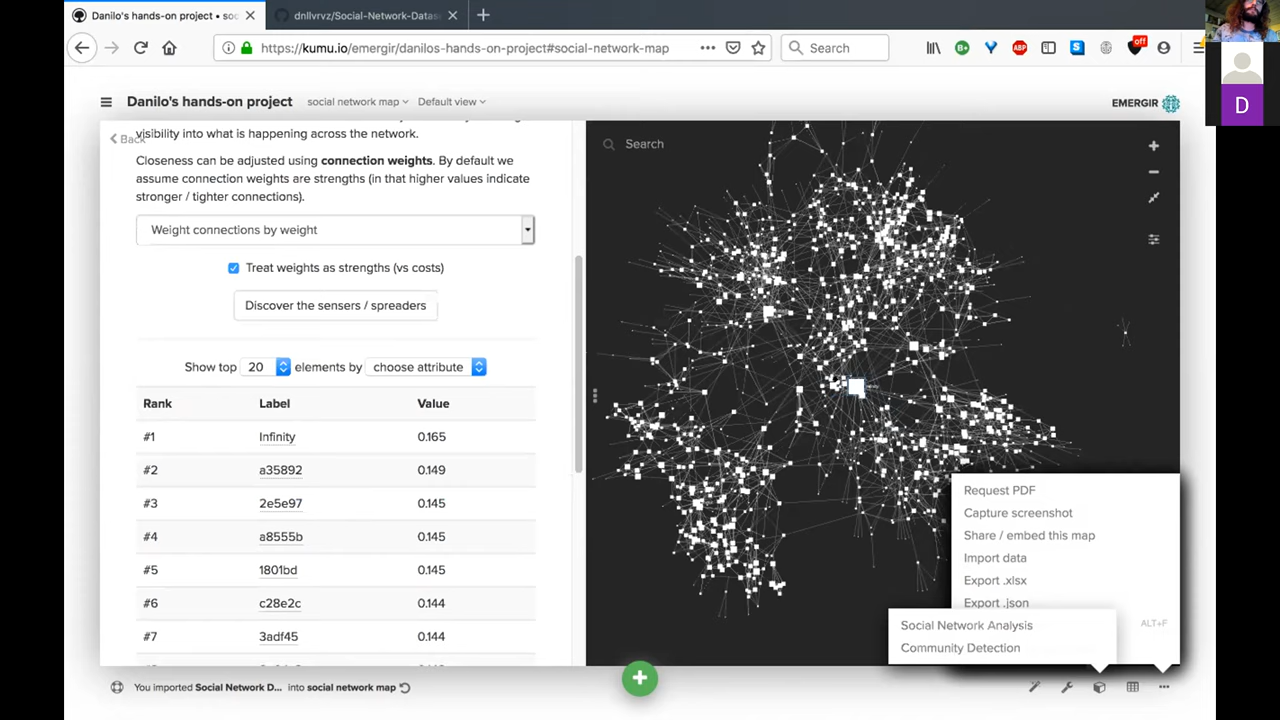 Danilo's hands-on project • soc
dnllvrvz/Social-Network-Datas
https://kumu.io/emergir/danilos-hands-on-project#social-network-map
Search
B+
ABP
S
off
D
Danilo's hands-on project
social network map
Default view
EMERGIR
visibility into what is happening across the network.
Back
Closeness can be adjusted using connection weights. By default we
assume connection weights are strengths (in that higher values indicate
stronger / tighter connections).
Weight connections by weight
Treat weights as strengths (vs costs)
Discover the sensers / spreaders
Show top 20 elements by choose attribute
Rank Label Value
#1 Infinity 0.165
#2 a35892 0.149
#3 2e5e97 0.145
#4 a8555b 0.145
#5 1801bd 0.145
#6 c28e2c 0.144
#7 3adf45 0.144
Search
Request PDF
Capture screenshot
Share / embed this map
Import data
Export .xlsx
Export .json
ALT+F
Social Network Analysis
Community Detection
You imported Social Network D... into social network map